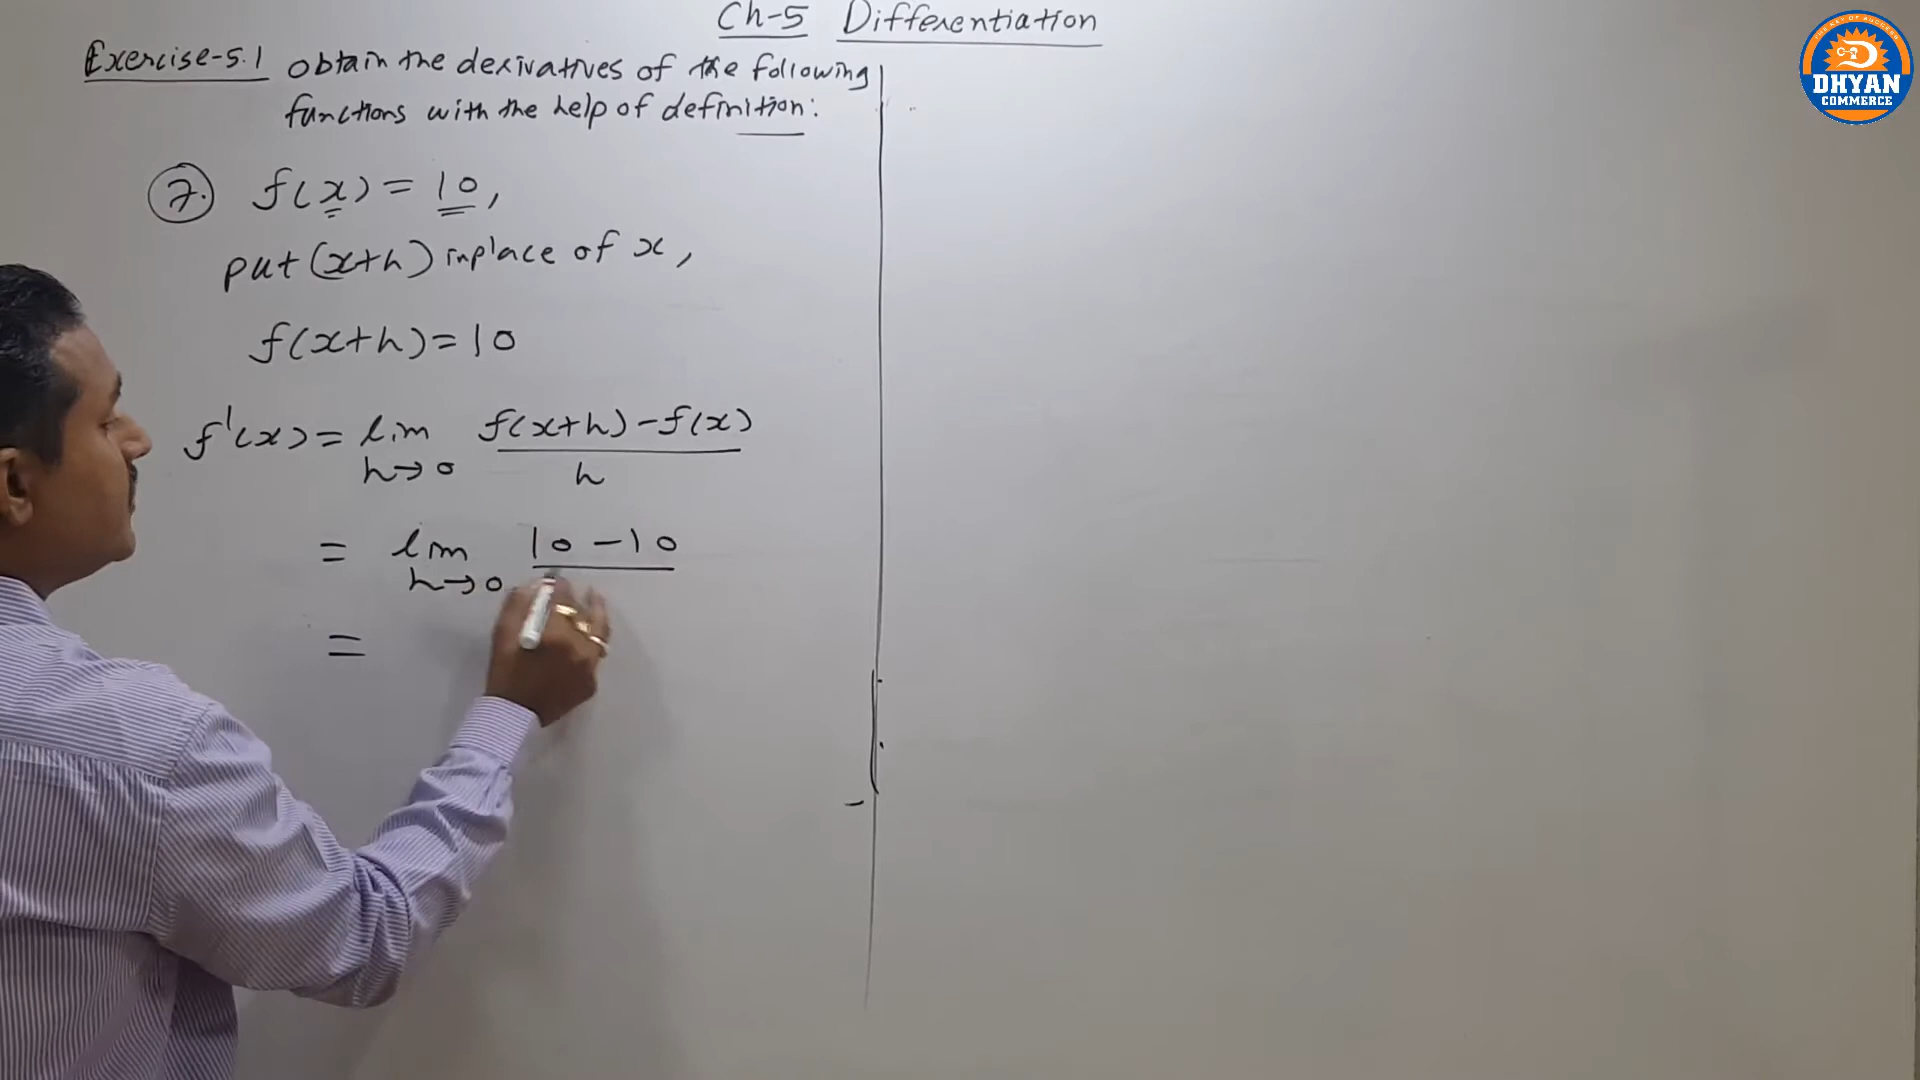 Ch-5 Differentiation
Exercise-5.1 obtain the derivatives of the following
functions with the help of definition:
7. f(x) = 10,
put (x+h) inplace of x,
f(x+h) = 10
f'(x) = lim f(x+h) - f(x)
h→0 h
= lim 10 - 10
h→0
=
DHYAN
COMMERCE